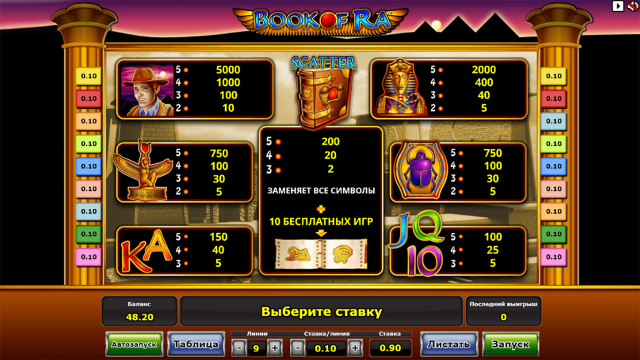 BOOK OF RA
SCATTER
5 5000
4 1000
3 100
2 10
5 2000
4 400
3 40
2 5
5 750
4 100
3 30
2 5
5 200
4 20
3 2
ЗАМЕНЯЕТ ВСЕ СИМВОЛЫ
+
10 БЕСПЛАТНЫХ ИГР
5 750
4 100
3 30
2 5
K A
5 150
4 40
3 5
J Q
10
5 100
4 25
3 5
0.10 0.10
0.10 0.10
0.10 0.10
0.10 0.10
0.10 0.10
0.10 0.10
0.10 0.10
0.10 0.10
0.10 0.10
Баланс
48.20
Выберите ставку
Последний выигрыш
0
Автозапуск
Таблица
Линии
- 9 +
Ставка/линия
- 0.10 +
Ставка
0.90
Листать
Запуск